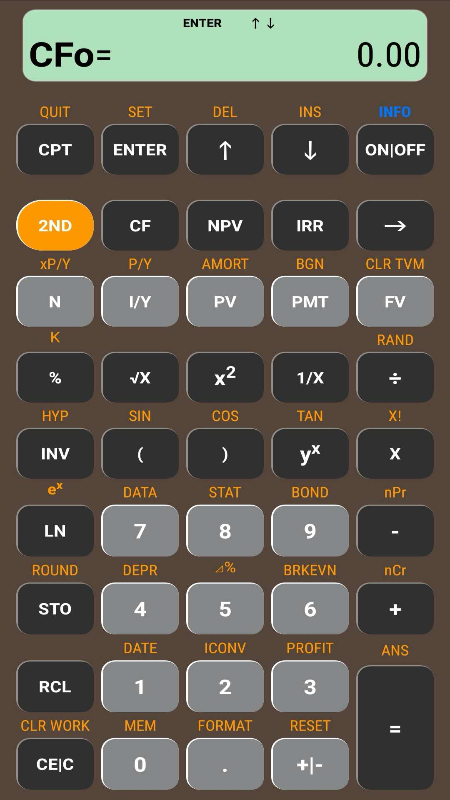 ENTER ↑ ↓
CFo= 0.00
QUIT SET DEL INS INFO
CPT ENTER ↑ ↓ ON|OFF
2ND CF NPV IRR →
xP/Y P/Y AMORT BGN CLR TVM
N I/Y PV PMT FV
K RAND
% √X x² 1/X ÷
HYP SIN COS TAN X!
INV ( ) yˣ X
eˣ DATA STAT BOND nPr
LN 7 8 9 -
ROUND DEPR ⊿% BRKEVN nCr
STO 4 5 6 +
DATE ICONV PROFIT ANS
RCL 1 2 3
CLR WORK MEM FORMAT RESET
CE|C 0 . +|- =